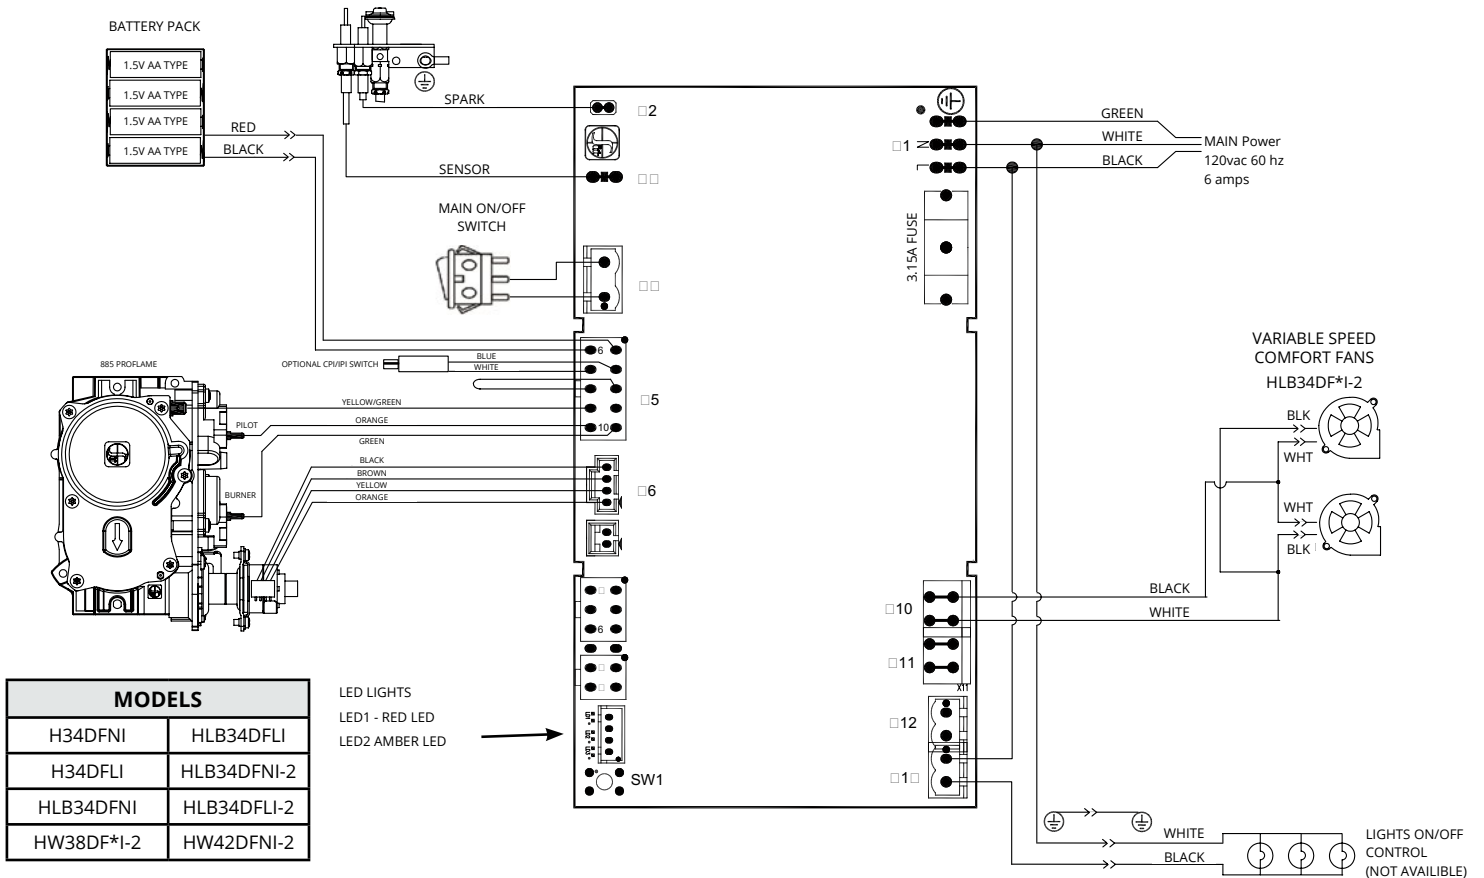 BATTERY PACK
1.5V AA TYPE
1.5V AA TYPE
1.5V AA TYPE
1.5V AA TYPE
RED
BLACK
SPARK
SENSOR
MAIN ON/OFF
SWITCH
885 PROFLAME
OPTIONAL CPI/IPI SWITCH
BLUE
WHITE
YELLOW/GREEN
PILOT
ORANGE
GREEN
BLACK
BROWN
YELLOW
ORANGE
BURNER
□2
□□
□□
6
□5
10
□6
6
SW1
LED LIGHTS
LED1 - RED LED
LED2 AMBER LED
MODELS
H34DFNI HLB34DFLI
H34DFLI HLB34DFNI-2
HLB34DFNI HLB34DFLI-2
HW38DF*I-2 HW42DFNI-2
□1
N
L
3.15A FUSE
GREEN
WHITE
BLACK
MAIN Power
120vac 60 hz
6 amps
VARIABLE SPEED
COMFORT FANS
HLB34DF*I-2
BLK
WHT
WHT
BLK
BLACK
WHITE
□10
□11
X11
□12
□1□
WHITE
BLACK
LIGHTS ON/OFF
CONTROL
(NOT AVAILIBLE)